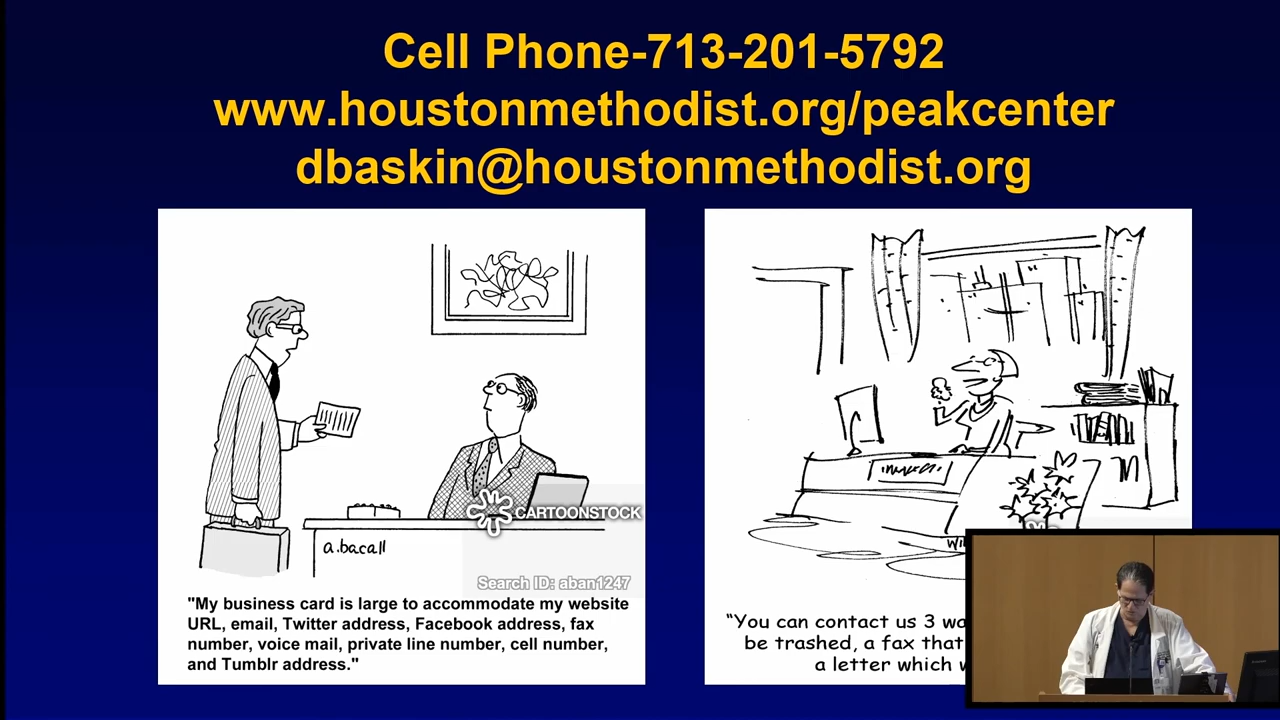 Cell Phone-713-201-5792
www.houstonmethodist.org/peakcenter
dbaskin@houstonmethodist.org
CARTOONSTOCK
a.bacall
Search ID: aban1247
"My business card is large to accommodate my website
URL, email, Twitter address, Facebook address, fax
number, voice mail, private line number, cell number,
and Tumblr address."
“You can contact us 3 wa
be trashed, a fax that
a letter which w